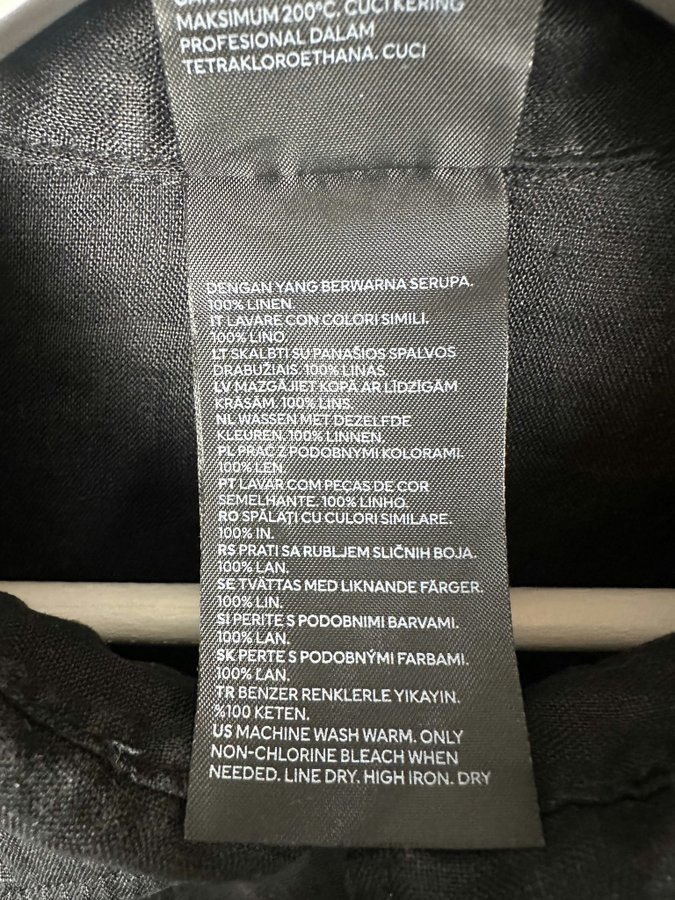 MAKSIMUM 200°C. CUCI KERING
PROFESIONAL DALAM
TETRAKLOROETHANA. CUCI
DENGAN YANG BERWARNA SERUPA.
100% LINEN.
IT LAVARE CON COLORI SIMILI.
100% LINO.
LT SKALBTI SU PANAŠIOS SPALVOS
DRABUŽIAIS. 100% LINAS.
LV MAZGĀJIET KOPĀ AR LĪDZĪGĀM
KRĀSĀM. 100% LINS.
NL WASSEN MET DEZELFDE
KLEUREN. 100% LINNEN.
PL PRAĆ Z PODOBNYMI KOLORAMI.
100% LEN.
PT LAVAR COM PEÇAS DE COR
SEMELHANTE. 100% LINHO.
RO SPĂLAȚI CU CULORI SIMILARE.
100% IN.
RS PRATI SA RUBLJEM SLIČNIH BOJA.
100% LAN.
SE TVÄTTAS MED LIKNANDE FÄRGER.
100% LIN.
SI PERITE S PODOBNIMI BARVAMI.
100% LAN.
SK PERTE S PODOBNÝMI FARBAMI.
100% ĽAN.
TR BENZER RENKLERLE YIKAYIN.
%100 KETEN.
US MACHINE WASH WARM. ONLY
NON-CHLORINE BLEACH WHEN
NEEDED. LINE DRY. HIGH IRON. DRY